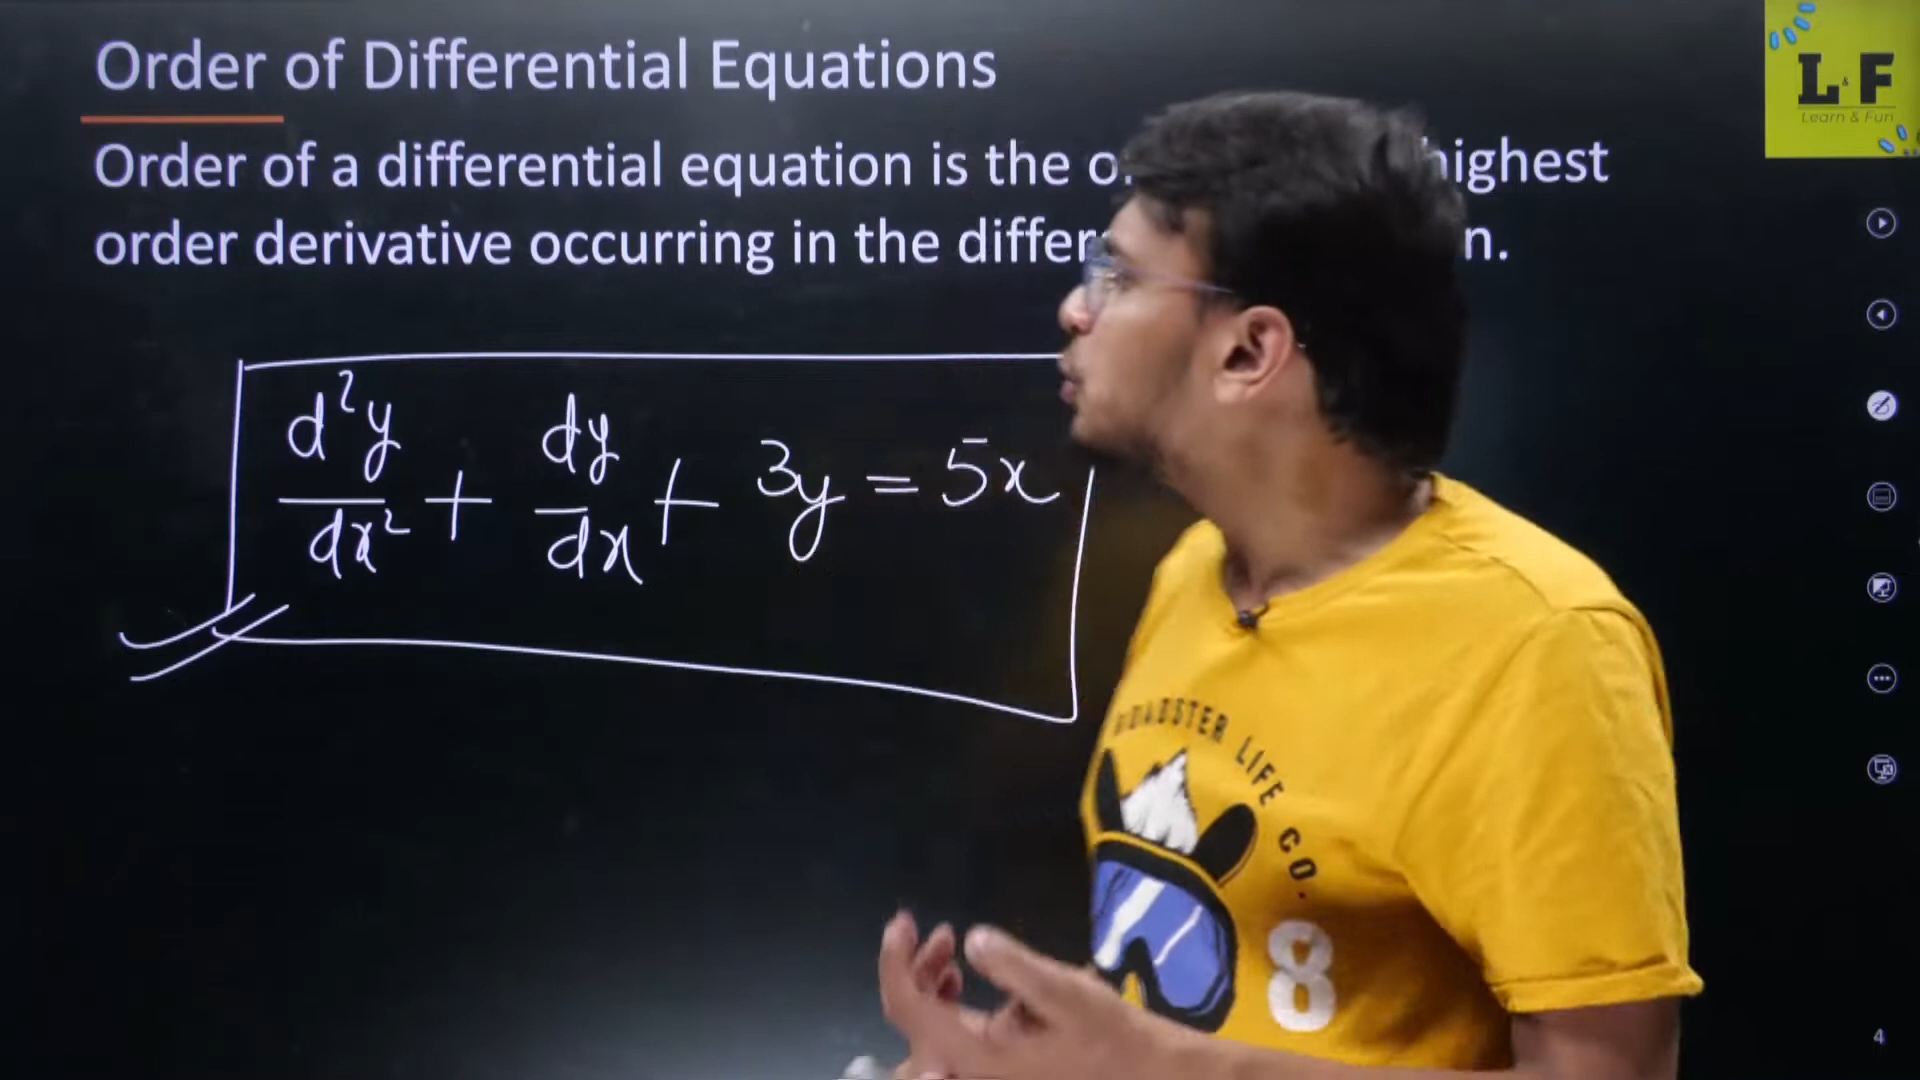 Order of Differential Equations
Order of a differential equation is the highest
order derivative occurring in the
d²y/dx² + dy/dx + 3y = 5x
L&F
Learn & Fun
ROADSTER LIFE CO.
8
4